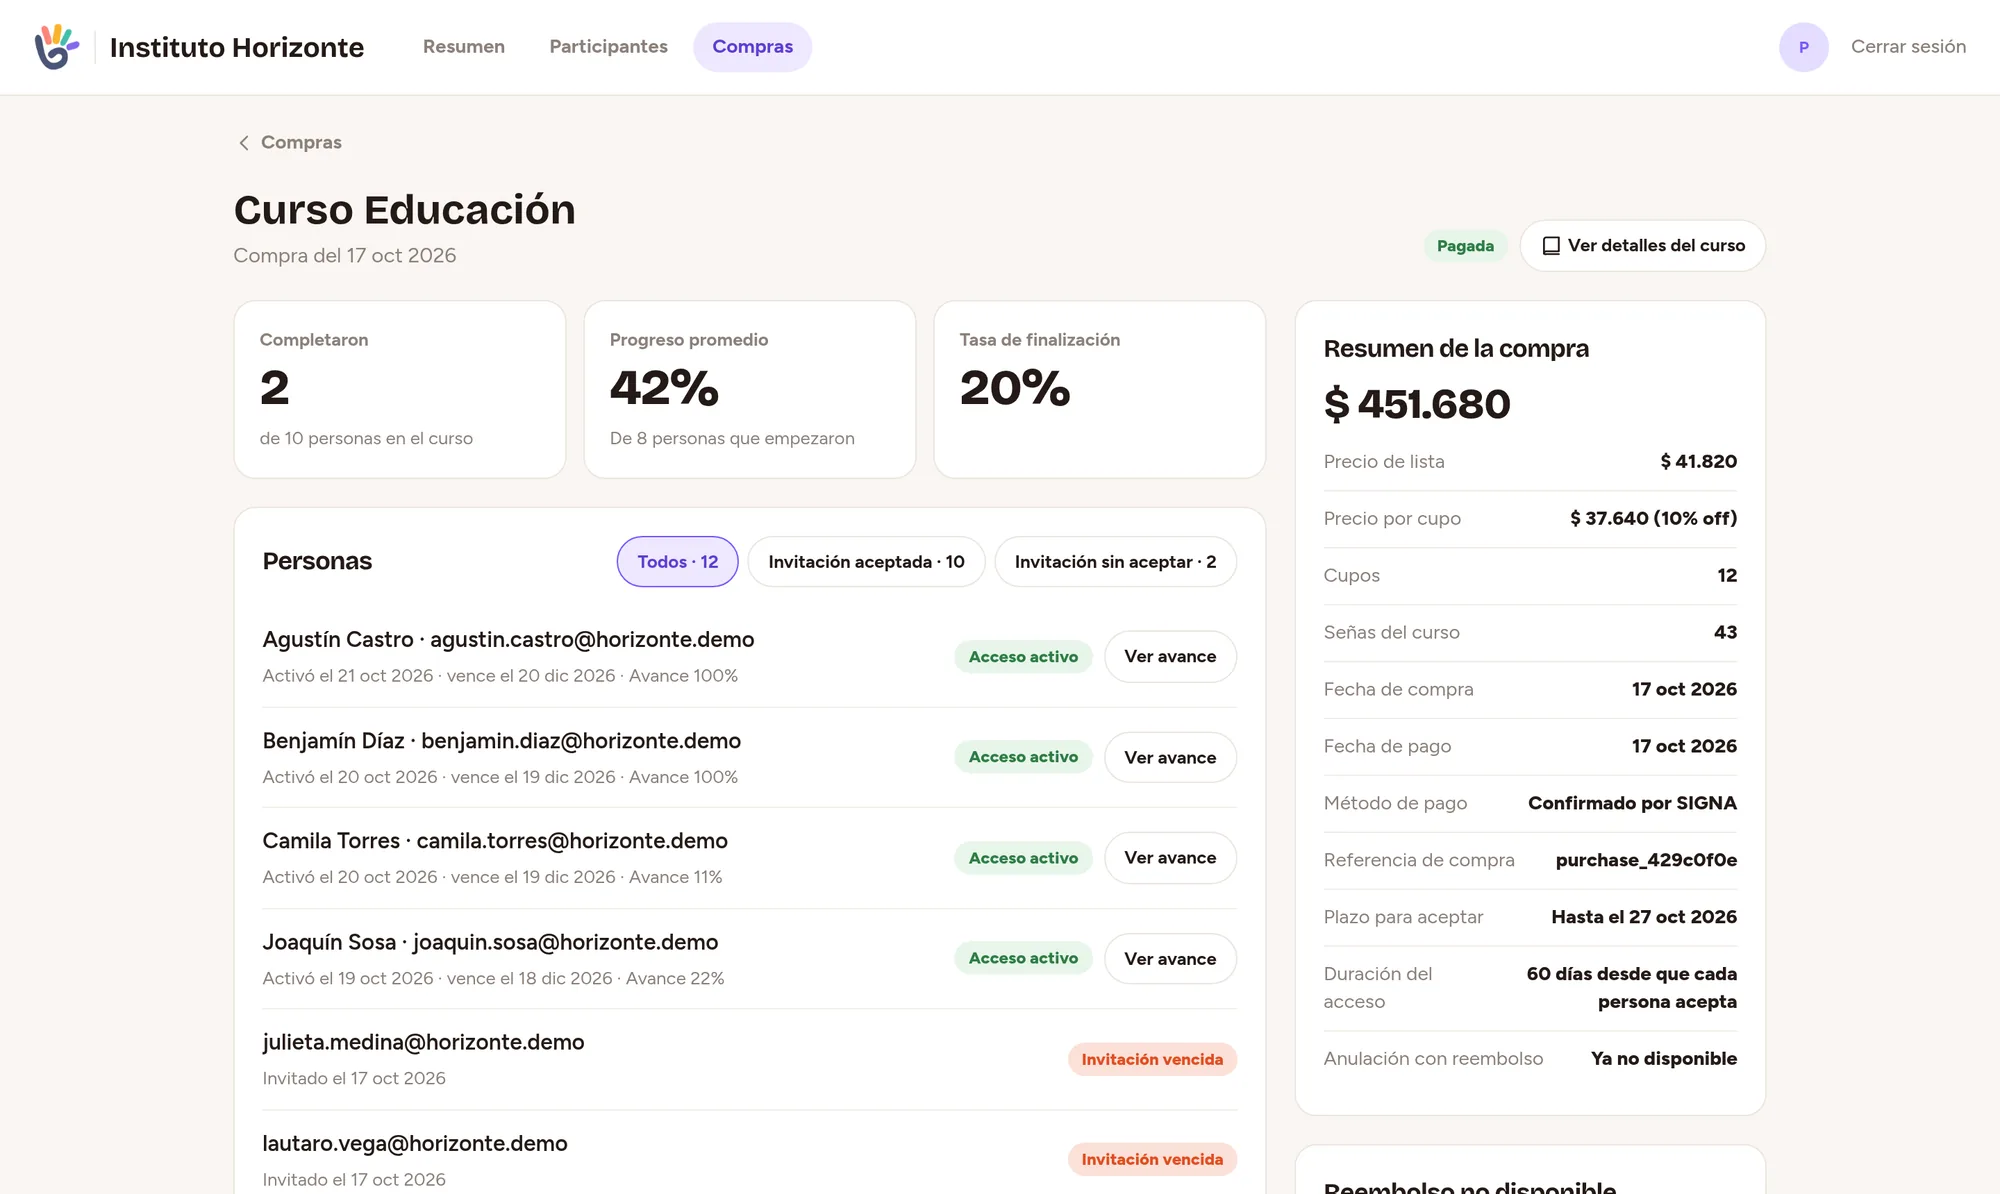 Instituto Horizonte
Resumen
Participantes
Compras
P
Cerrar sesión
Compras
Curso Educación
Compra del 17 oct 2026
Pagada
Ver detalles del curso
Completaron
2
de 10 personas en el curso
Progreso promedio
42%
De 8 personas que empezaron
Tasa de finalización
20%
Personas
Todos · 12
Invitación aceptada · 10
Invitación sin aceptar · 2
Agustín Castro · agustin.castro@horizonte.demo
Activó el 21 oct 2026 · vence el 20 dic 2026 · Avance 100%
Acceso activo
Ver avance
Benjamín Díaz · benjamin.diaz@horizonte.demo
Activó el 20 oct 2026 · vence el 19 dic 2026 · Avance 100%
Acceso activo
Ver avance
Camila Torres · camila.torres@horizonte.demo
Activó el 20 oct 2026 · vence el 19 dic 2026 · Avance 11%
Acceso activo
Ver avance
Joaquín Sosa · joaquin.sosa@horizonte.demo
Activó el 19 oct 2026 · vence el 18 dic 2026 · Avance 22%
Acceso activo
Ver avance
julieta.medina@horizonte.demo
Invitado el 17 oct 2026
Invitación vencida
lautaro.vega@horizonte.demo
Invitado el 17 oct 2026
Invitación vencida
Resumen de la compra
$ 451.680
Precio de lista $ 41.820
Precio por cupo $ 37.640 (10% off)
Cupos 12
Señas del curso 43
Fecha de compra 17 oct 2026
Fecha de pago 17 oct 2026
Método de pago Confirmado por SIGNA
Referencia de compra purchase_429c0f0e
Plazo para aceptar Hasta el 27 oct 2026
Duración del acceso
60 días desde que cada persona acepta
Anulación con reembolso Ya no disponible
Reembolso no disponible